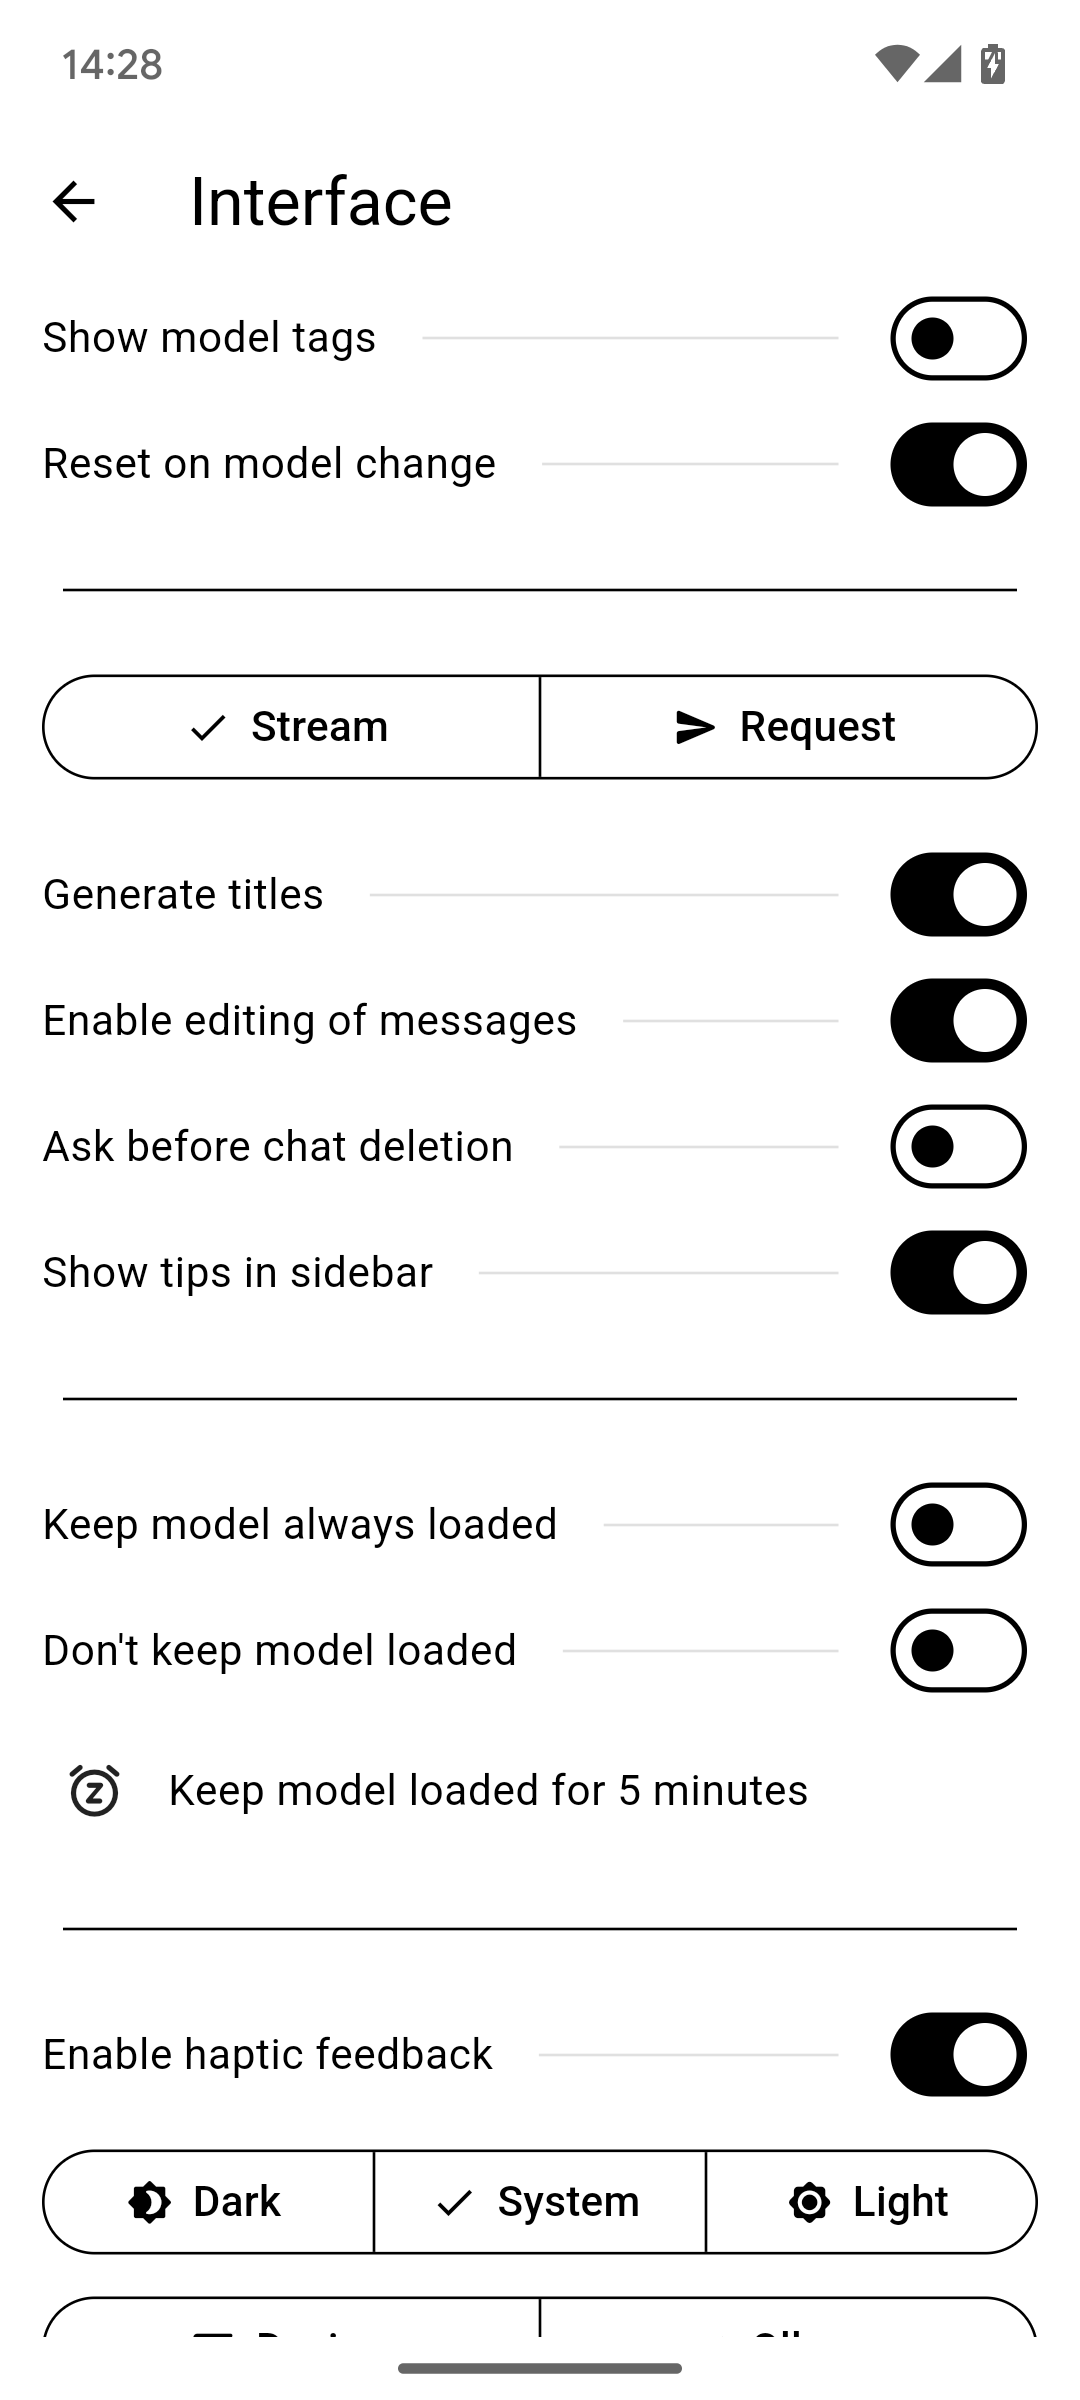 14:28
Interface
Show model tags
Reset on model change
Stream
Request
Generate titles
Enable editing of messages
Ask before chat deletion
Show tips in sidebar
Keep model always loaded
Don't keep model loaded
Keep model loaded for 5 minutes
Enable haptic feedback
Dark
System
Light